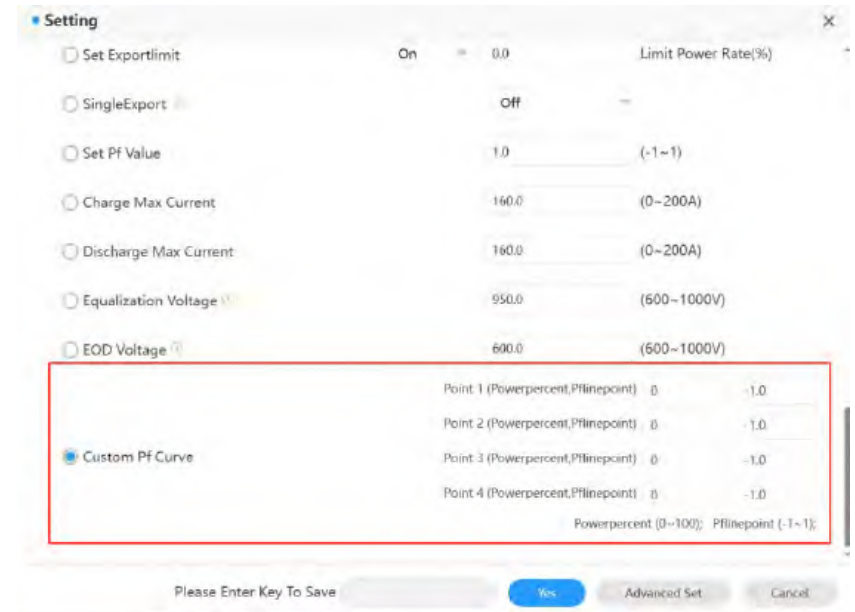 Setting
Set Exportlimit On 0.0 Limit Power Rate(%)
SingleExport Off
Set Pf Value 1.0 (-1~1)
Charge Max Current 160.0 (0~200A)
Discharge Max Current 160.0 (0~200A)
Equalization Voltage 950.0 (600~1000V)
EOD Voltage 600.0 (600~1000V)
Point 1 (Powerpercent,Pflinepoint) 0 -1.0
Point 2 (Powerpercent,Pflinepoint) 0 -1.0
Custom Pf Curve
Point 3 (Powerpercent,Pflinepoint) 0 -1.0
Point 4 (Powerpercent,Pflinepoint) 0 -1.0
Powerpercent (0~100); Pflinepoint (-1~1);
Please Enter Key To Save Yes Advanced Set Cancel